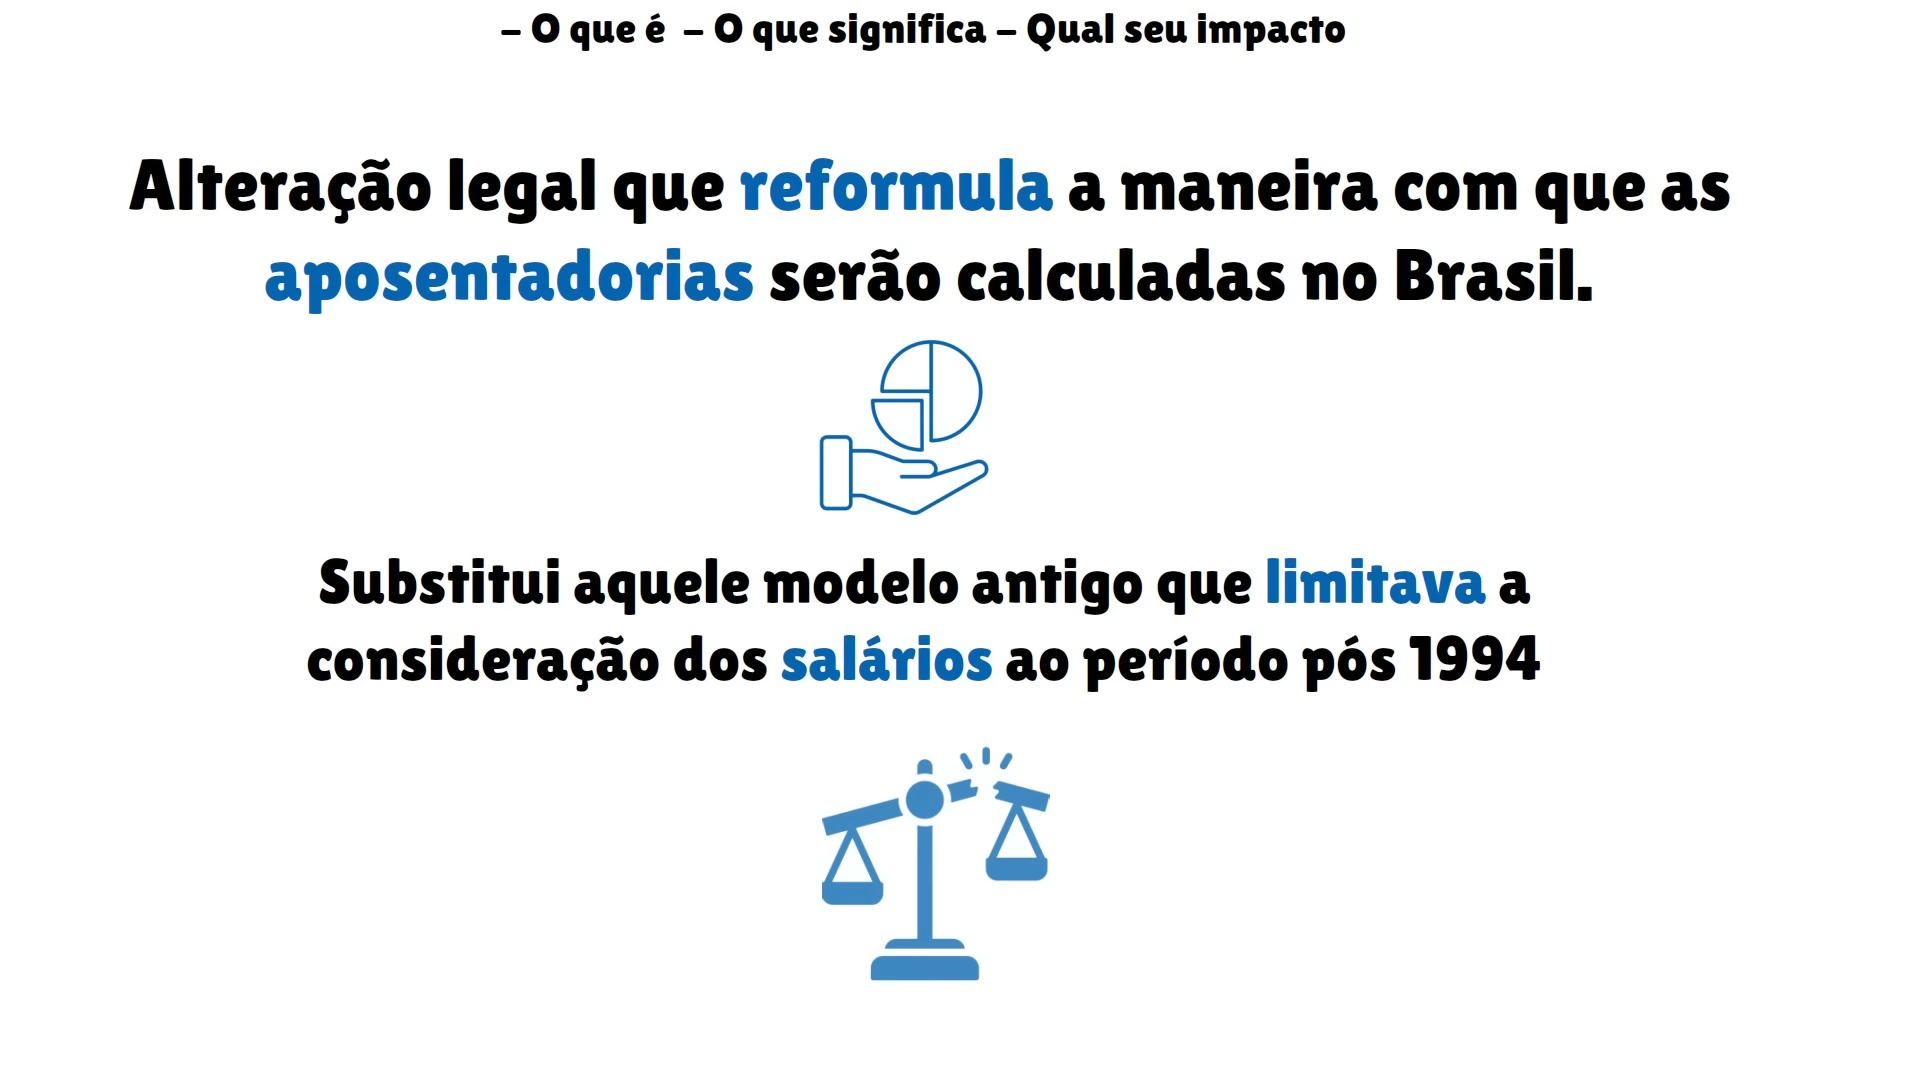 – O que é – O que significa – Qual seu impacto
Alteração legal que reformula a maneira com que as
aposentadorias serão calculadas no Brasil.
Substitui aquele modelo antigo que limitava a
consideração dos salários ao período pós 1994